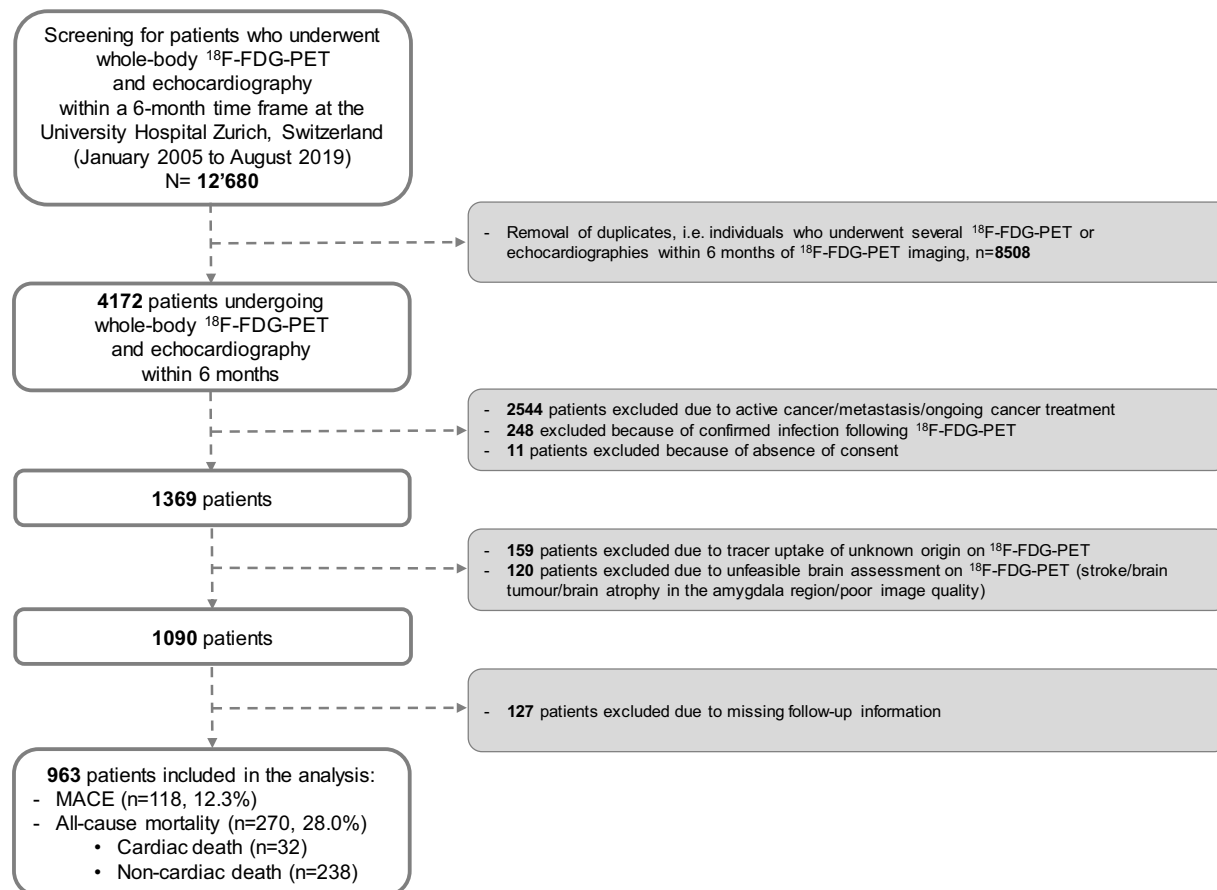 Screening for patients who underwent
whole-body ¹⁸F-FDG-PET
and echocardiography
within a 6-month time frame at the
University Hospital Zurich, Switzerland
(January 2005 to August 2019)
N= 12'680
- Removal of duplicates, i.e. individuals who underwent several ¹⁸F-FDG-PET or
echocardiographies within 6 months of ¹⁸F-FDG-PET imaging, n=8508
4172 patients undergoing
whole-body ¹⁸F-FDG-PET
and echocardiography
within 6 months
- 2544 patients excluded due to active cancer/metastasis/ongoing cancer treatment
- 248 excluded because of confirmed infection following ¹⁸F-FDG-PET
- 11 patients excluded because of absence of consent
1369 patients
- 159 patients excluded due to tracer uptake of unknown origin on ¹⁸F-FDG-PET
- 120 patients excluded due to unfeasible brain assessment on ¹⁸F-FDG-PET (stroke/brain
tumour/brain atrophy in the amygdala region/poor image quality)
1090 patients
- 127 patients excluded due to missing follow-up information
963 patients included in the analysis:
- MACE (n=118, 12.3%)
- All-cause mortality (n=270, 28.0%)
• Cardiac death (n=32)
• Non-cardiac death (n=238)